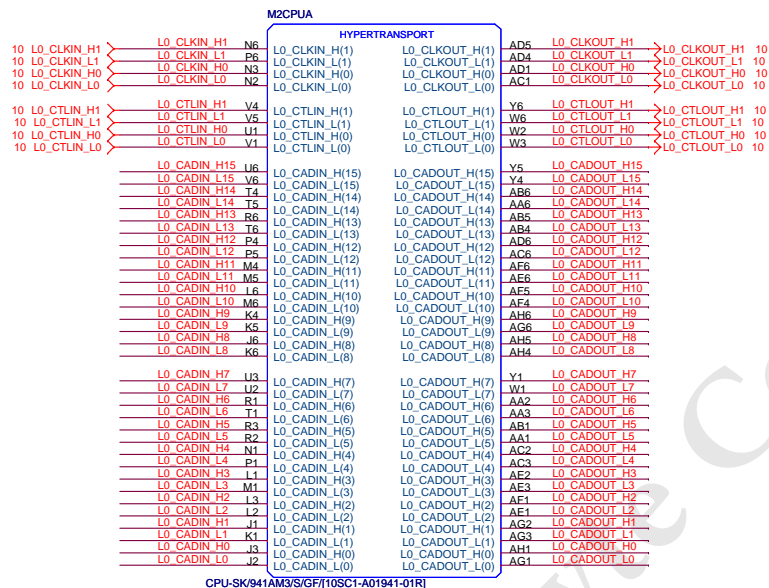 M2CPUA
HYPERTRANSPORT
10 L0_CLKIN_H1 L0_CLKIN_H1 N6 L0_CLKIN_H(1) L0_CLKOUT_H(1) AD5 L0_CLKOUT_H1 L0_CLKOUT_H1 10
10 L0_CLKIN_L1 L0_CLKIN_L1 P6 L0_CLKIN_L(1) L0_CLKOUT_L(1) AD4 L0_CLKOUT_L1 L0_CLKOUT_L1 10
10 L0_CLKIN_H0 L0_CLKIN_H0 N3 L0_CLKIN_H(0) L0_CLKOUT_H(0) AD1 L0_CLKOUT_H0 L0_CLKOUT_H0 10
10 L0_CLKIN_L0 L0_CLKIN_L0 N2 L0_CLKIN_L(0) L0_CLKOUT_L(0) AC1 L0_CLKOUT_L0 L0_CLKOUT_L0 10
10 L0_CTLIN_H1 L0_CTLIN_H1 V4 L0_CTLIN_H(1) L0_CTLOUT_H(1) Y6 L0_CTLOUT_H1 L0_CTLOUT_H1 10
10 L0_CTLIN_L1 L0_CTLIN_L1 V5 L0_CTLIN_L(1) L0_CTLOUT_L(1) W6 L0_CTLOUT_L1 L0_CTLOUT_L1 10
10 L0_CTLIN_H0 L0_CTLIN_H0 U1 L0_CTLIN_H(0) L0_CTLOUT_H(0) W2 L0_CTLOUT_H0 L0_CTLOUT_H0 10
10 L0_CTLIN_L0 L0_CTLIN_L0 V1 L0_CTLIN_L(0) L0_CTLOUT_L(0) W3 L0_CTLOUT_L0 L0_CTLOUT_L0 10
L0_CADIN_H15 U6 L0_CADIN_H(15) L0_CADOUT_H(15) Y5 L0_CADOUT_H15
L0_CADIN_L15 V6 L0_CADIN_L(15) L0_CADOUT_L(15) Y4 L0_CADOUT_L15
L0_CADIN_H14 T4 L0_CADIN_H(14) L0_CADOUT_H(14) AB6 L0_CADOUT_H14
L0_CADIN_L14 T5 L0_CADIN_L(14) L0_CADOUT_L(14) AA6 L0_CADOUT_L14
L0_CADIN_H13 R6 L0_CADIN_H(13) L0_CADOUT_H(13) AB5 L0_CADOUT_H13
L0_CADIN_L13 T6 L0_CADIN_L(13) L0_CADOUT_L(13) AB4 L0_CADOUT_L13
L0_CADIN_H12 P4 L0_CADIN_H(12) L0_CADOUT_H(12) AD6 L0_CADOUT_H12
L0_CADIN_L12 P5 L0_CADIN_L(12) L0_CADOUT_L(12) AC6 L0_CADOUT_L12
L0_CADIN_H11 M4 L0_CADIN_H(11) L0_CADOUT_H(11) AF6 L0_CADOUT_H11
L0_CADIN_L11 M5 L0_CADIN_L(11) L0_CADOUT_L(11) AE6 L0_CADOUT_L11
L0_CADIN_H10 L6 L0_CADIN_H(10) L0_CADOUT_H(10) AF5 L0_CADOUT_H10
L0_CADIN_L10 M6 L0_CADIN_L(10) L0_CADOUT_L(10) AF4 L0_CADOUT_L10
L0_CADIN_H9 K4 L0_CADIN_H(9) L0_CADOUT_H(9) AH6 L0_CADOUT_H9
L0_CADIN_L9 K5 L0_CADIN_L(9) L0_CADOUT_L(9) AG6 L0_CADOUT_L9
L0_CADIN_H8 J6 L0_CADIN_H(8) L0_CADOUT_H(8) AH5 L0_CADOUT_H8
L0_CADIN_L8 K6 L0_CADIN_L(8) L0_CADOUT_L(8) AH4 L0_CADOUT_L8
L0_CADIN_H7 U3 L0_CADIN_H(7) L0_CADOUT_H(7) Y1 L0_CADOUT_H7
L0_CADIN_L7 U2 L0_CADIN_L(7) L0_CADOUT_L(7) W1 L0_CADOUT_L7
L0_CADIN_H6 R1 L0_CADIN_H(6) L0_CADOUT_H(6) AA2 L0_CADOUT_H6
L0_CADIN_L6 T1 L0_CADIN_L(6) L0_CADOUT_L(6) AA3 L0_CADOUT_L6
L0_CADIN_H5 R3 L0_CADIN_H(5) L0_CADOUT_H(5) AB1 L0_CADOUT_H5
L0_CADIN_L5 R2 L0_CADIN_L(5) L0_CADOUT_L(5) AA1 L0_CADOUT_L5
L0_CADIN_H4 N1 L0_CADIN_H(4) L0_CADOUT_H(4) AC2 L0_CADOUT_H4
L0_CADIN_L4 P1 L0_CADIN_L(4) L0_CADOUT_L(4) AC3 L0_CADOUT_L4
L0_CADIN_H3 L1 L0_CADIN_H(3) L0_CADOUT_H(3) AE2 L0_CADOUT_H3
L0_CADIN_L3 M1 L0_CADIN_L(3) L0_CADOUT_L(3) AE3 L0_CADOUT_L3
L0_CADIN_H2 L3 L0_CADIN_H(2) L0_CADOUT_H(2) AF1 L0_CADOUT_H2
L0_CADIN_L2 L2 L0_CADIN_L(2) L0_CADOUT_L(2) AE1 L0_CADOUT_L2
L0_CADIN_H1 J1 L0_CADIN_H(1) L0_CADOUT_H(1) AG2 L0_CADOUT_H1
L0_CADIN_L1 K1 L0_CADIN_L(1) L0_CADOUT_L(1) AG3 L0_CADOUT_L1
L0_CADIN_H0 J3 L0_CADIN_H(0) L0_CADOUT_H(0) AH1 L0_CADOUT_H0
L0_CADIN_L0 J2 L0_CADIN_L(0) L0_CADOUT_L(0) AG1 L0_CADOUT_L0
CPU-SK/941AM3/S/GF/[10SC1-A01941-01R]